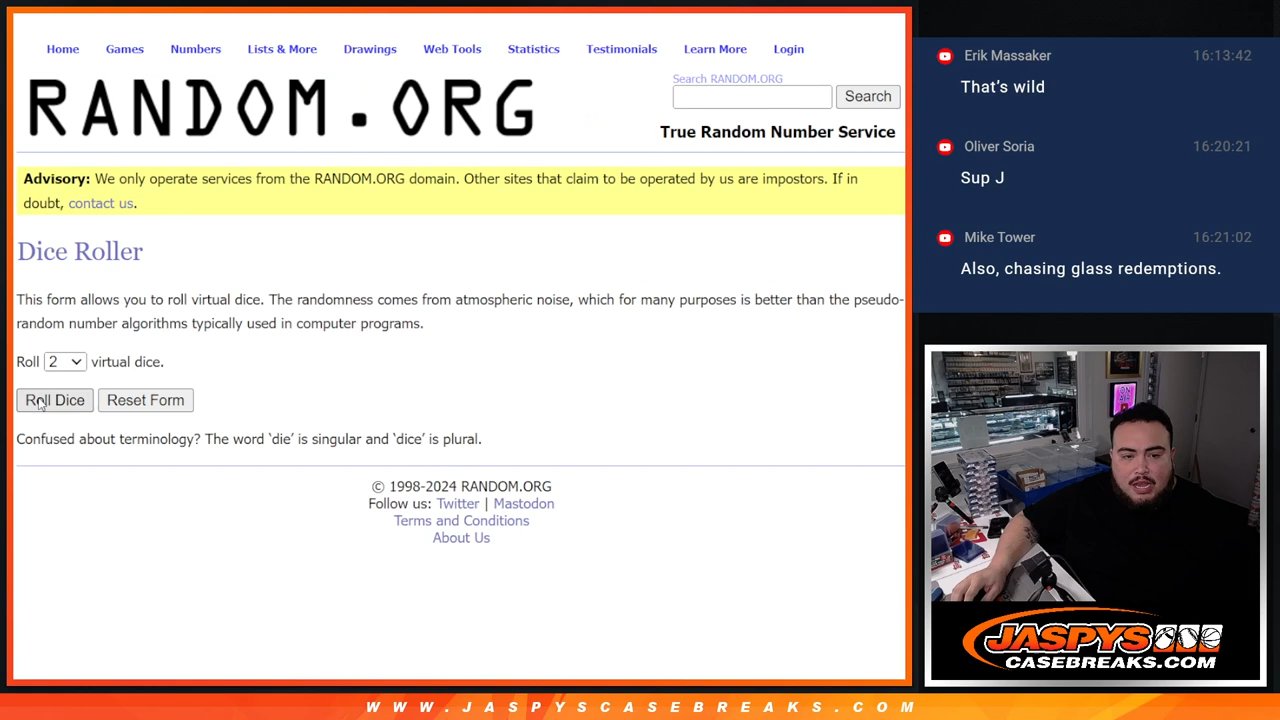 Home Games Numbers Lists & More Drawings Web Tools Statistics Testimonials Learn More Login
RANDOM.ORG
Search RANDOM.ORG
Search
True Random Number Service
Advisory: We only operate services from the RANDOM.ORG domain. Other sites that claim to be operated by us are impostors. If in
doubt, contact us.
Dice Roller
This form allows you to roll virtual dice. The randomness comes from atmospheric noise, which for many purposes is better than the pseudo-
random number algorithms typically used in computer programs.
Roll 2 virtual dice.
Roll Dice Reset Form
Confused about terminology? The word ‘die’ is singular and ‘dice’ is plural.
© 1998-2024 RANDOM.ORG
Follow us: Twitter | Mastodon
Terms and Conditions
About Us
Erik Massaker 16:13:42
That’s wild
Oliver Soria 16:20:21
Sup J
Mike Tower 16:21:02
Also, chasing glass redemptions.
JASPYS
CASEBREAKS.COM
WWW.JASPYSCASEBREAKS.COM